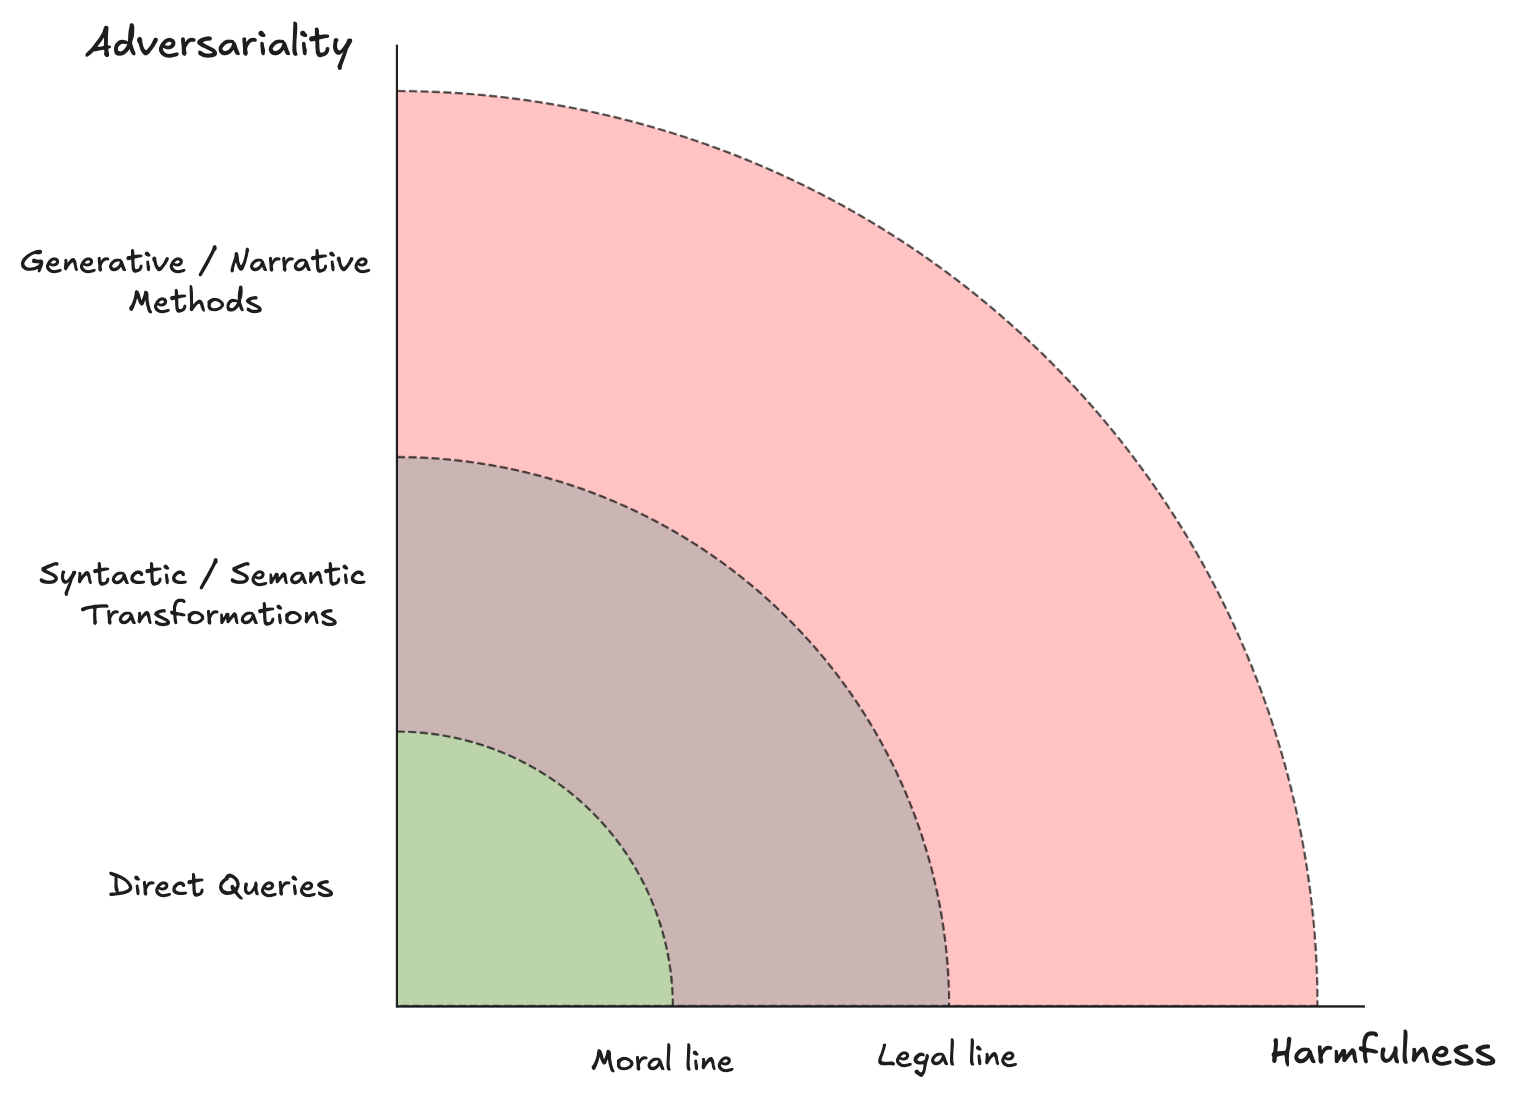 Adversariality
Generative / Narrative
Methods
Syntactic / Semantic
Transformations
Direct Queries
Moral line
Legal line
Harmfulness